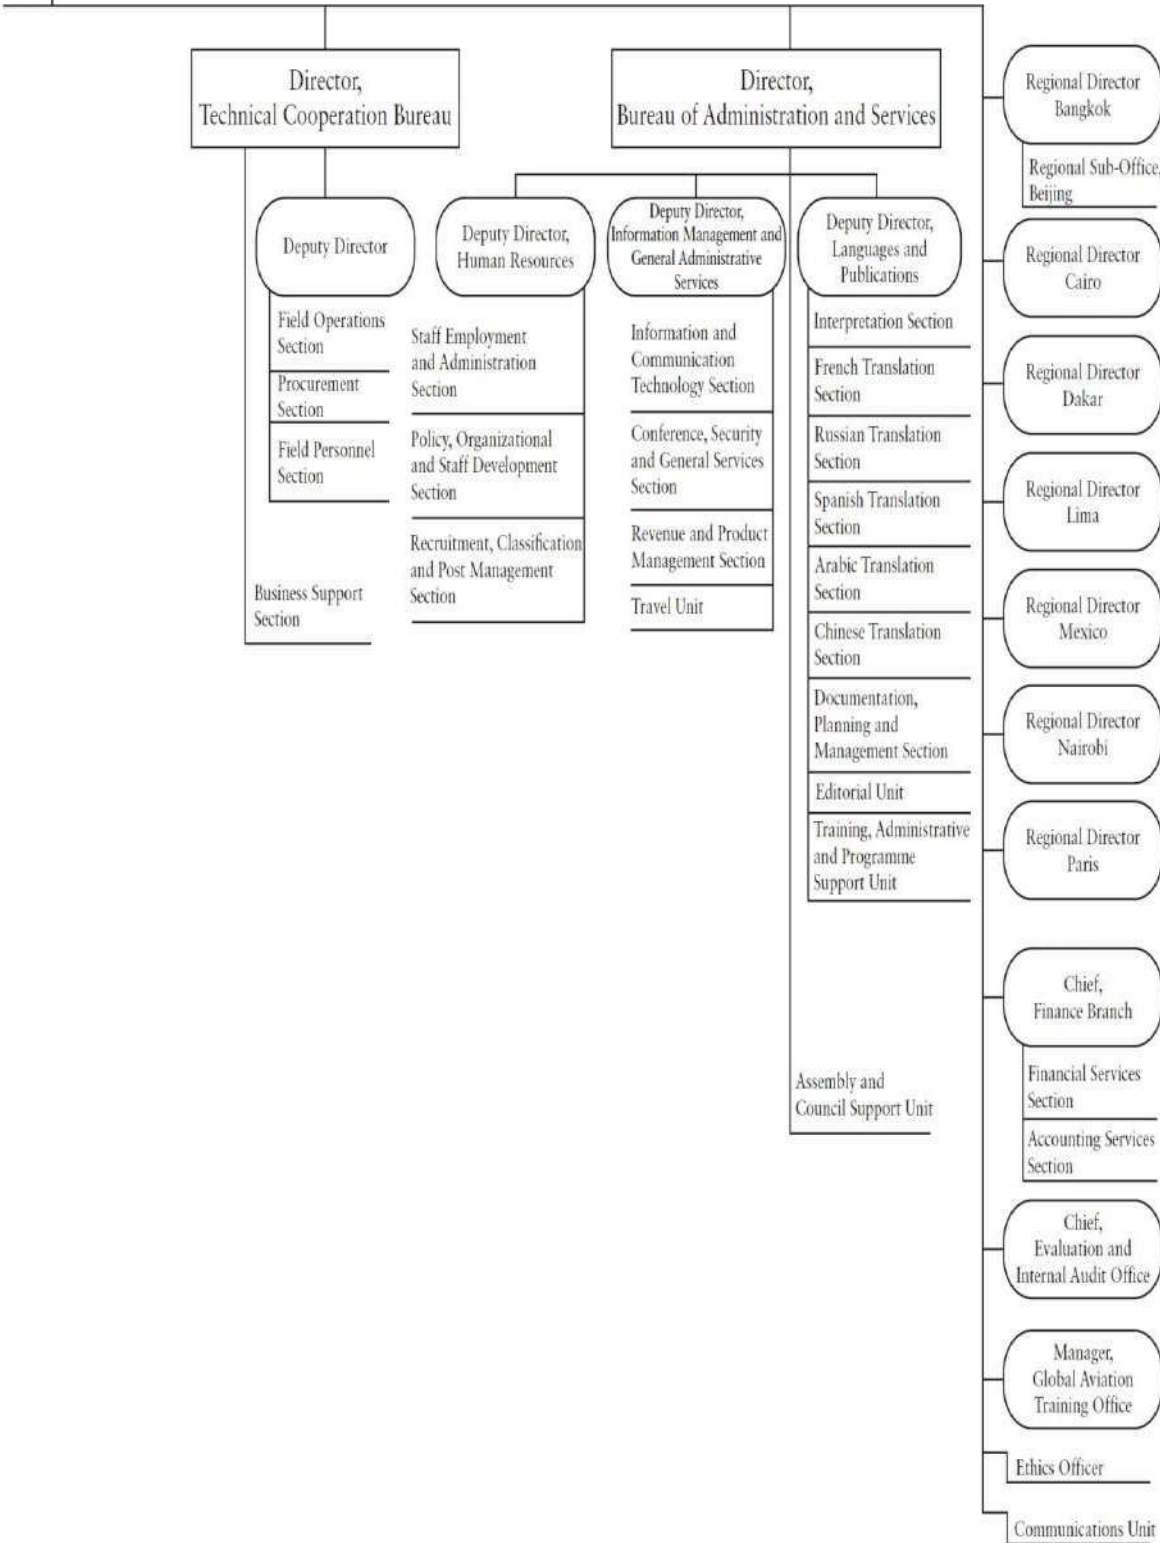 Director,
Technical Cooperation Bureau
Deputy Director
Field Operations
Section
Procurement
Section
Field Personnel
Section
Business Support
Section
Director,
Bureau of Administration and Services
Deputy Director,
Human Resources
Staff Employment
and Administration
Section
Policy, Organizational
and Staff Development
Section
Recruitment, Classification
and Post Management
Section
Deputy Director,
Information Management and
General Administrative
Services
Information and
Communication
Technology Section
Conference, Security
and General Services
Section
Revenue and Product
Management Section
Travel Unit
Deputy Director,
Languages and
Publications
Interpretation Section
French Translation
Section
Russian Translation
Section
Spanish Translation
Section
Arabic Translation
Section
Chinese Translation
Section
Documentation,
Planning and
Management Section
Editorial Unit
Training, Administrative
and Programme
Support Unit
Assembly and
Council Support Unit
Regional Director
Bangkok
Regional Sub-Office,
Beijing
Regional Director
Cairo
Regional Director
Dakar
Regional Director
Lima
Regional Director
Mexico
Regional Director
Nairobi
Regional Director
Paris
Chief,
Finance Branch
Financial Services
Section
Accounting Services
Section
Chief,
Evaluation and
Internal Audit Office
Manager,
Global Aviation
Training Office
Ethics Officer
Communications Unit